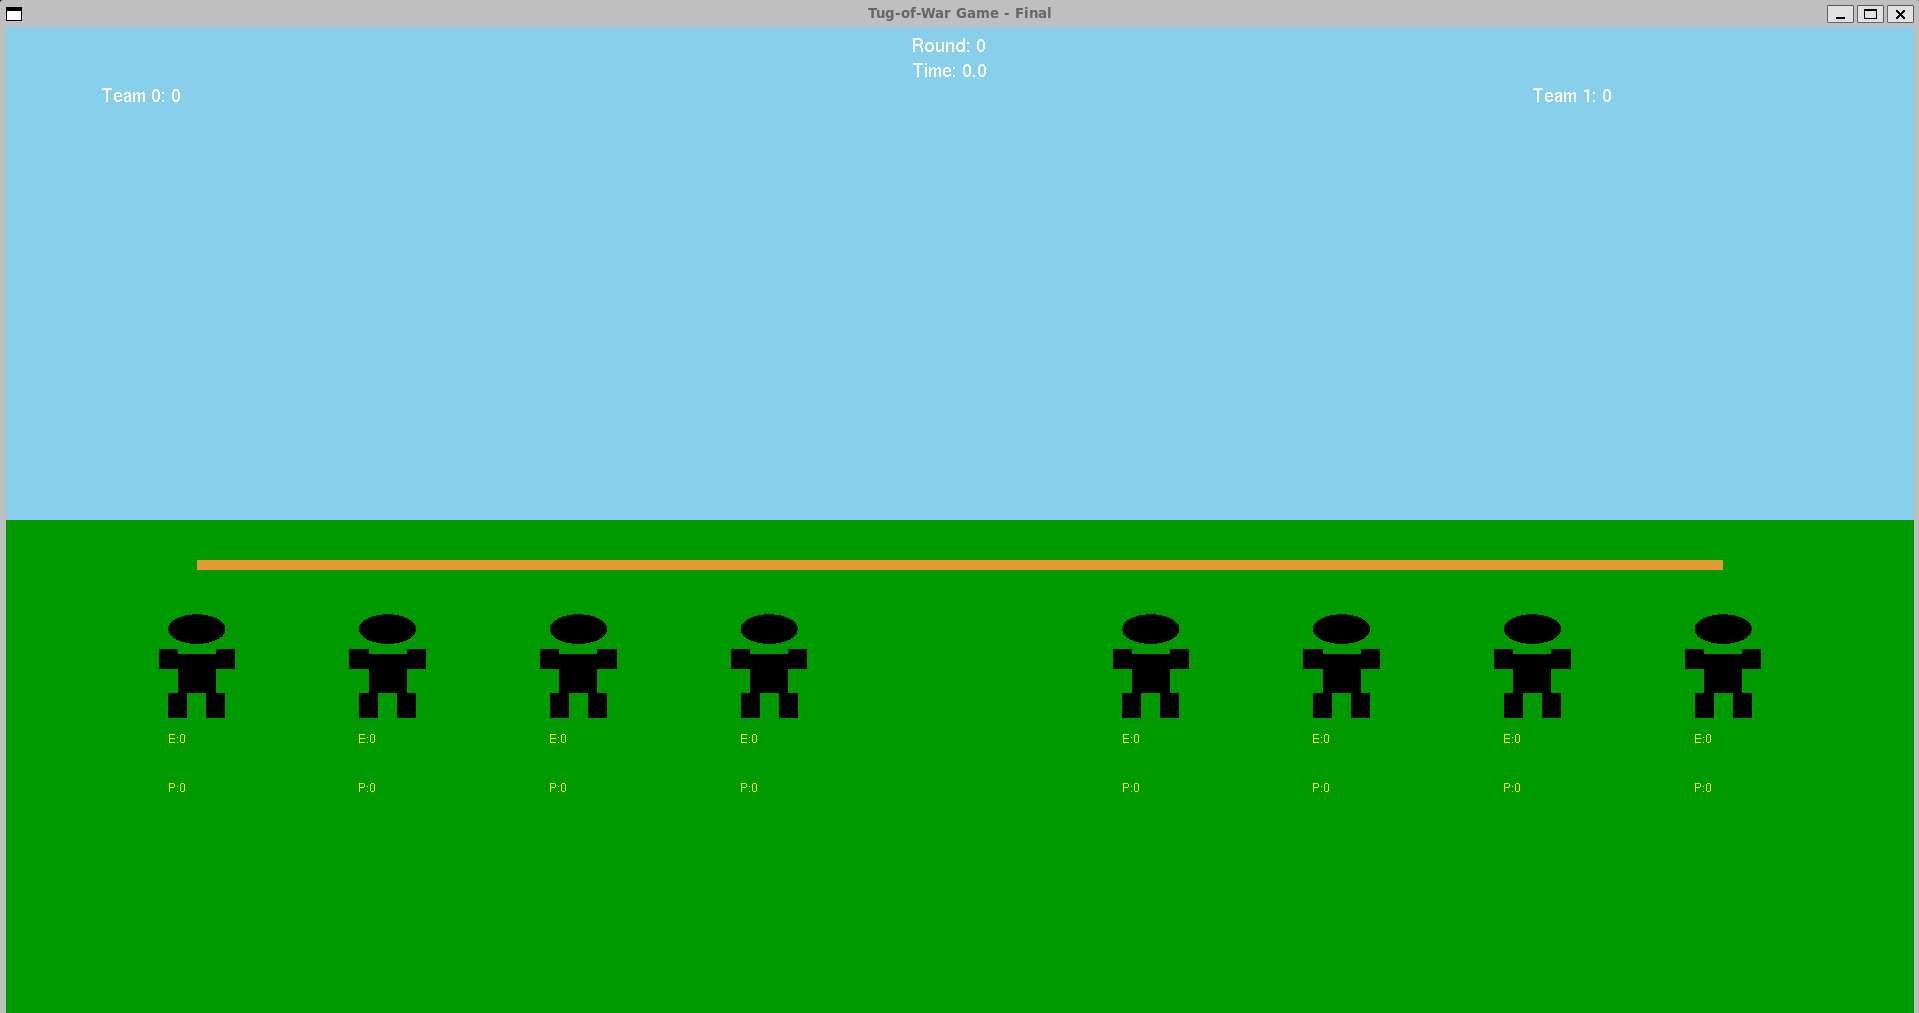 Tug-of-War Game - Final
Round: 0
Time: 0.0
Team 0: 0 Team 1: 0
E:0 E:0 E:0 E:0 E:0 E:0 E:0 E:0
P:0 P:0 P:0 P:0 P:0 P:0 P:0 P:0